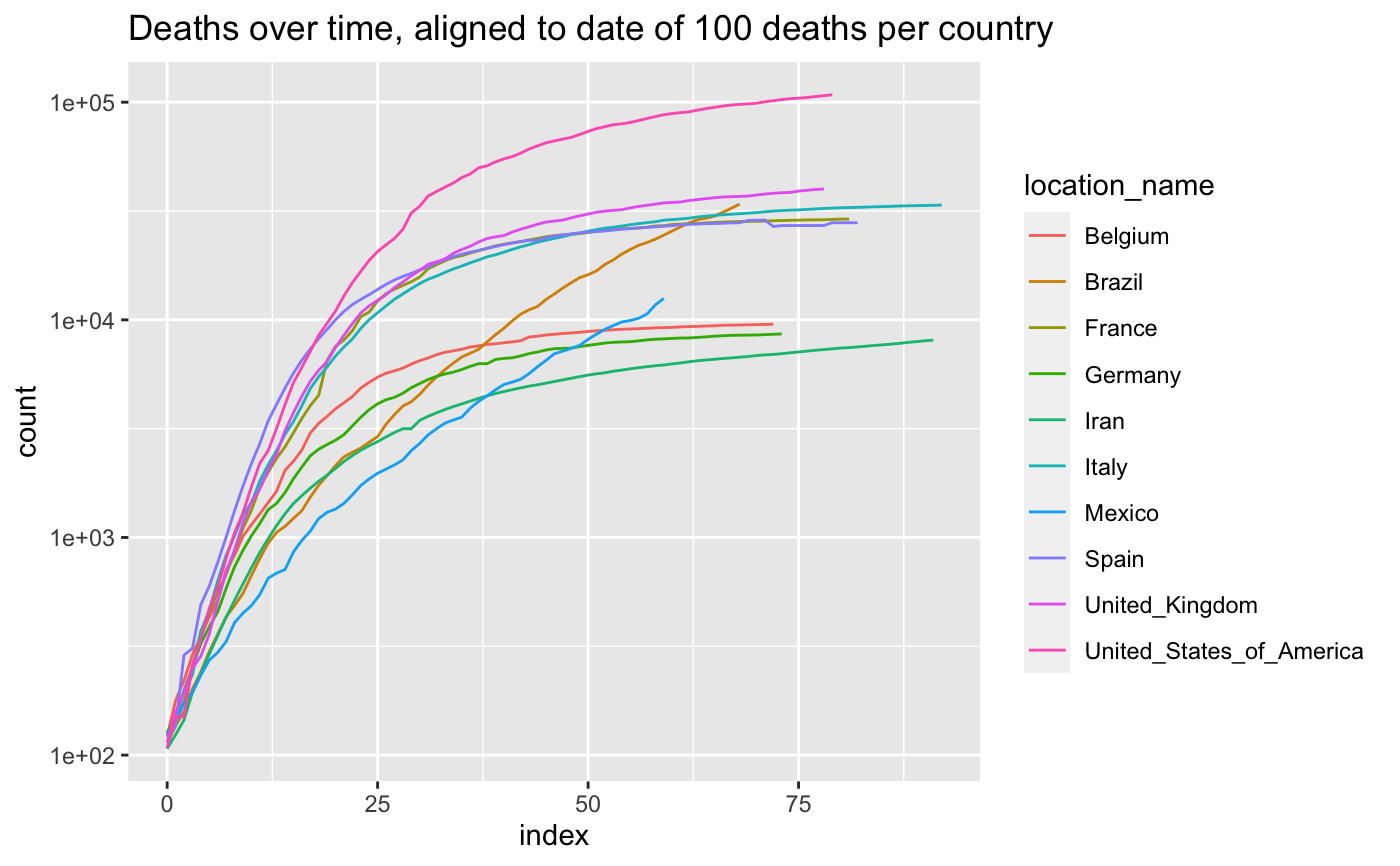 Deaths over time, aligned to date of 100 deaths per country
1e+05
1e+04
1e+03
1e+02
count
0 25 50 75
index
location_name
Belgium
Brazil
France
Germany
Iran
Italy
Mexico
Spain
United_Kingdom
United_States_of_America